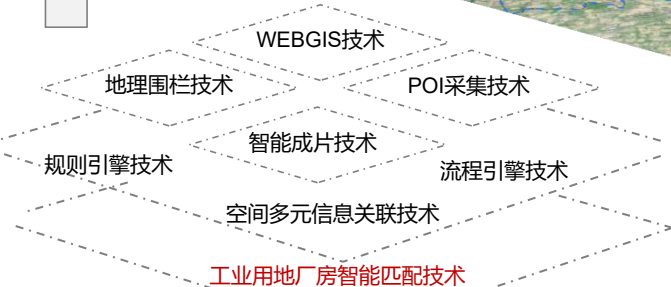 WEBGIS技术
地理围栏技术
POI采集技术
智能成片技术
规则引擎技术
流程引擎技术
空间多元信息关联技术
工业用地厂房智能匹配技术